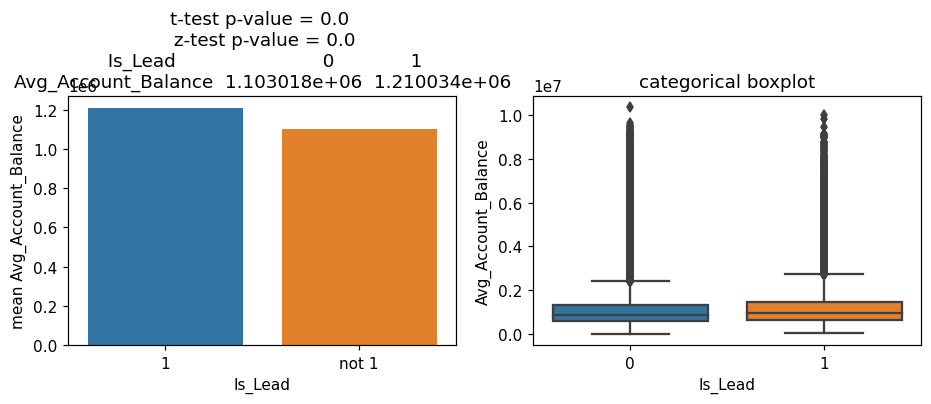 t-test p-value = 0.0
z-test p-value = 0.0
Is_Lead 0 1
Avg_Account_Balance 1.103018e+06 1.210034e+06
1e6
mean Avg_Account_Balance
1.2
1.0
0.8
0.6
0.4
0.2
0.0
1 not 1
Is_Lead
categorical boxplot
1e7
Avg_Account_Balance
1.0
0.8
0.6
0.4
0.2
0.0
0 1
Is_Lead